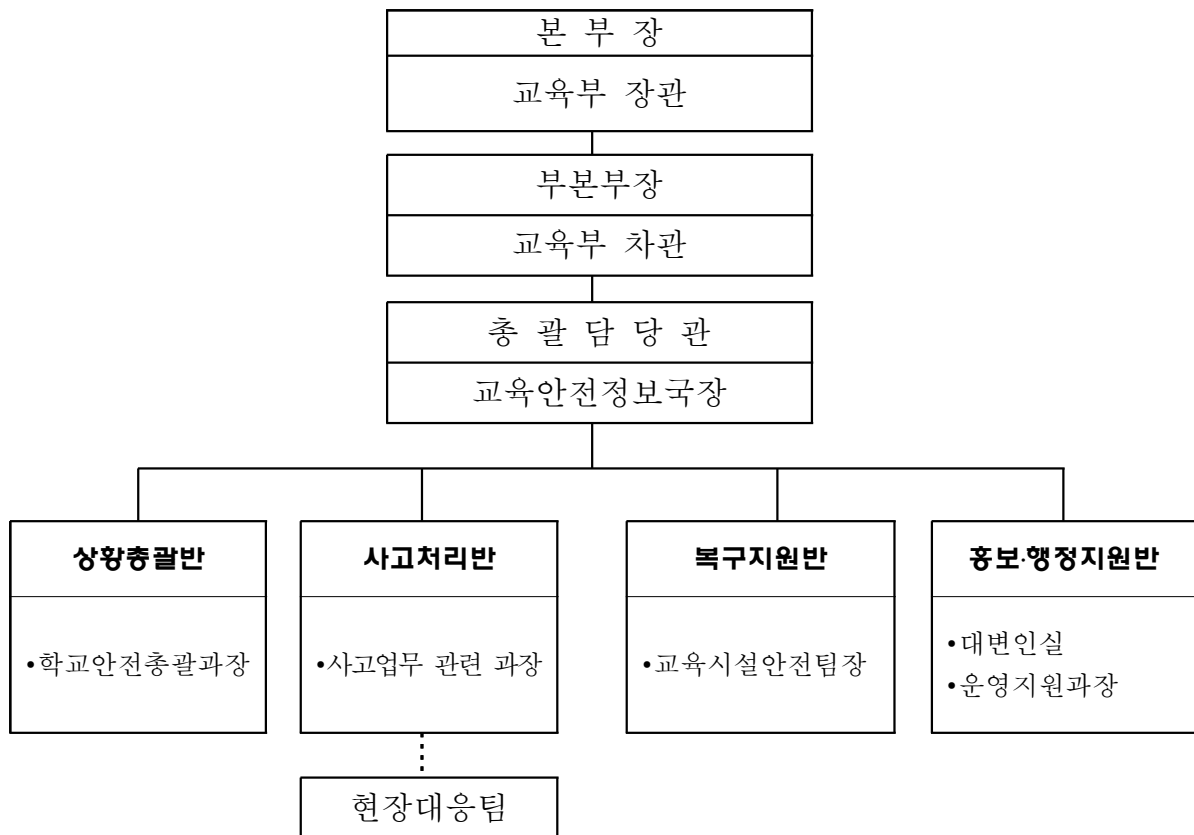 본 부 장
교육부 장관
부본부장
교육부 차관
총 괄 담 당 관
교육안전정보국장
상황총괄반
•학교안전총괄과장
사고처리반
•사고업무 관련 과장
현장대응팀
복구지원반
•교육시설안전팀장
홍보·행정지원반
•대변인실
•운영지원과장